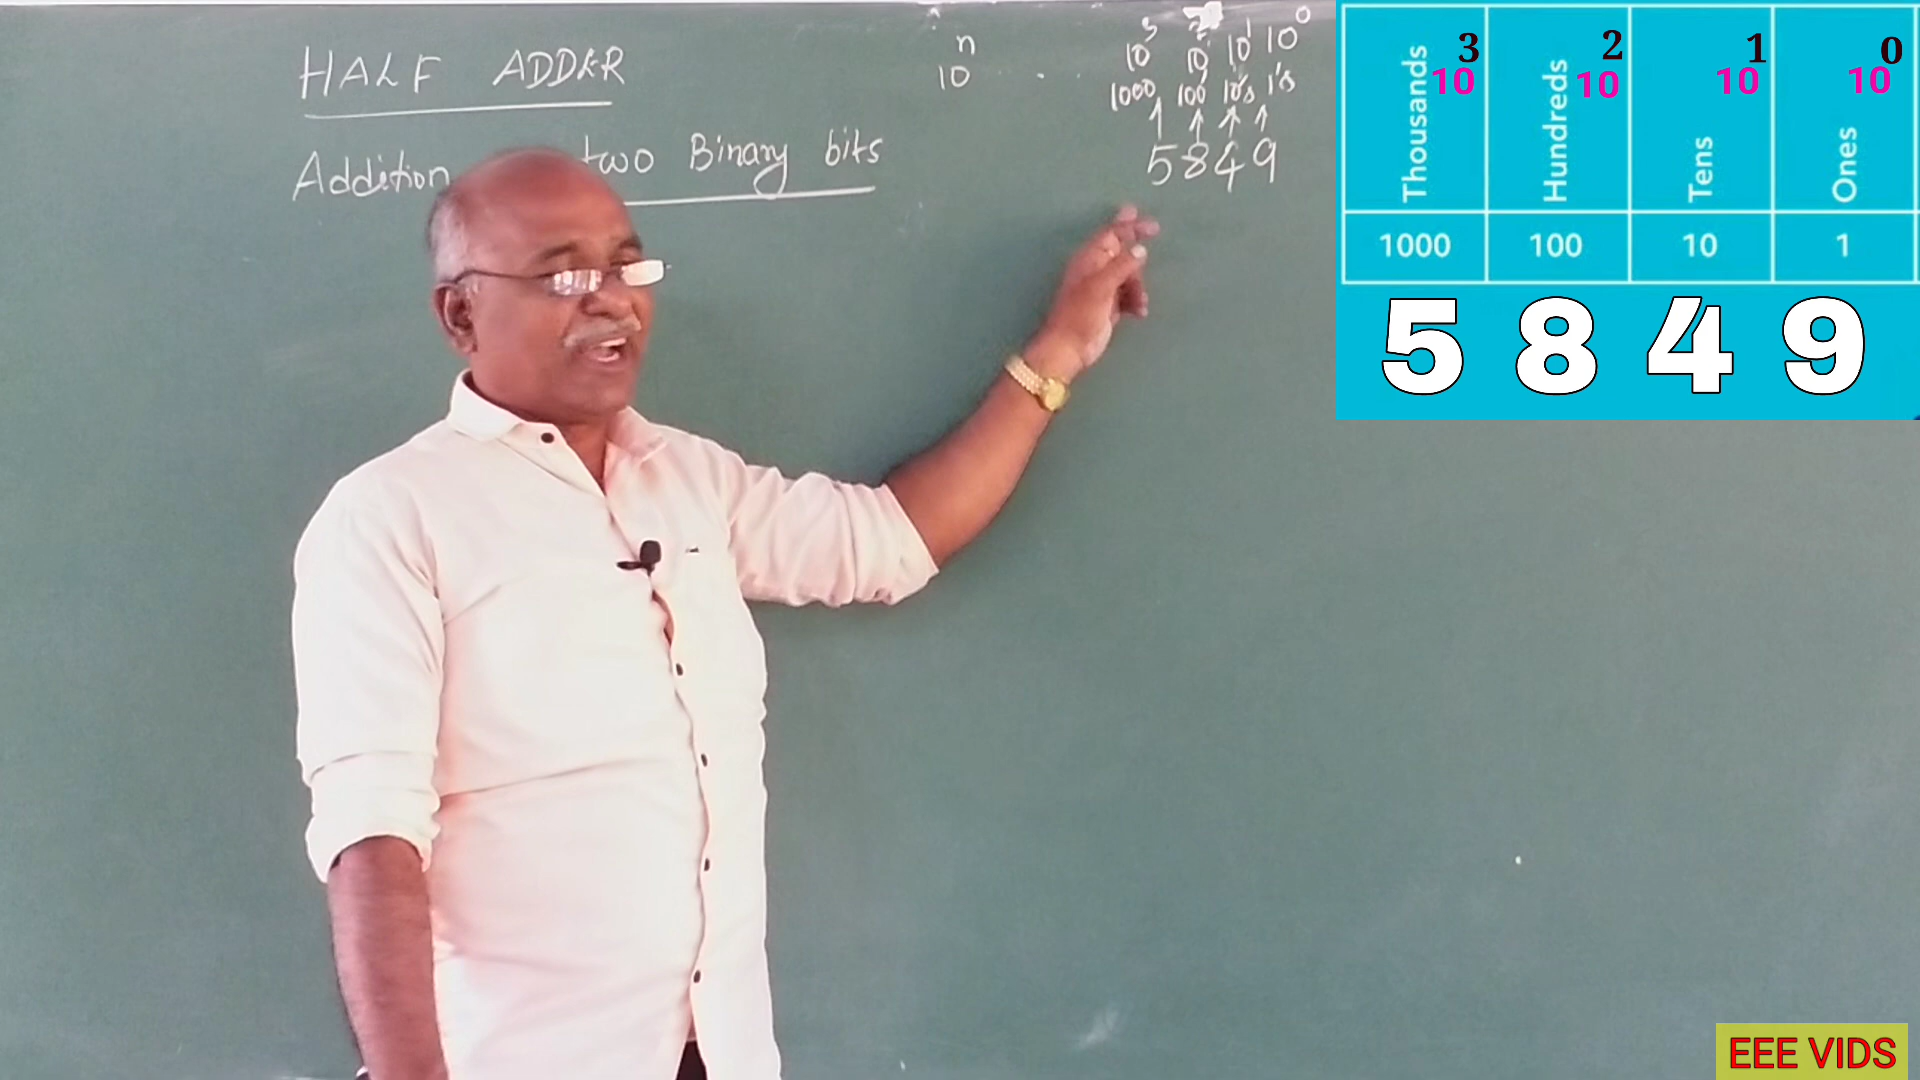 HALF ADDER
Addition two Binary bits
10ⁿ . . . 10³ 10² 10¹ 10⁰
1000 100 10's 1's
5849
Thousands 10³ Hundreds 10² Tens 10¹ Ones 10⁰
1000 100 10 1
5 8 4 9
EEE VIDS